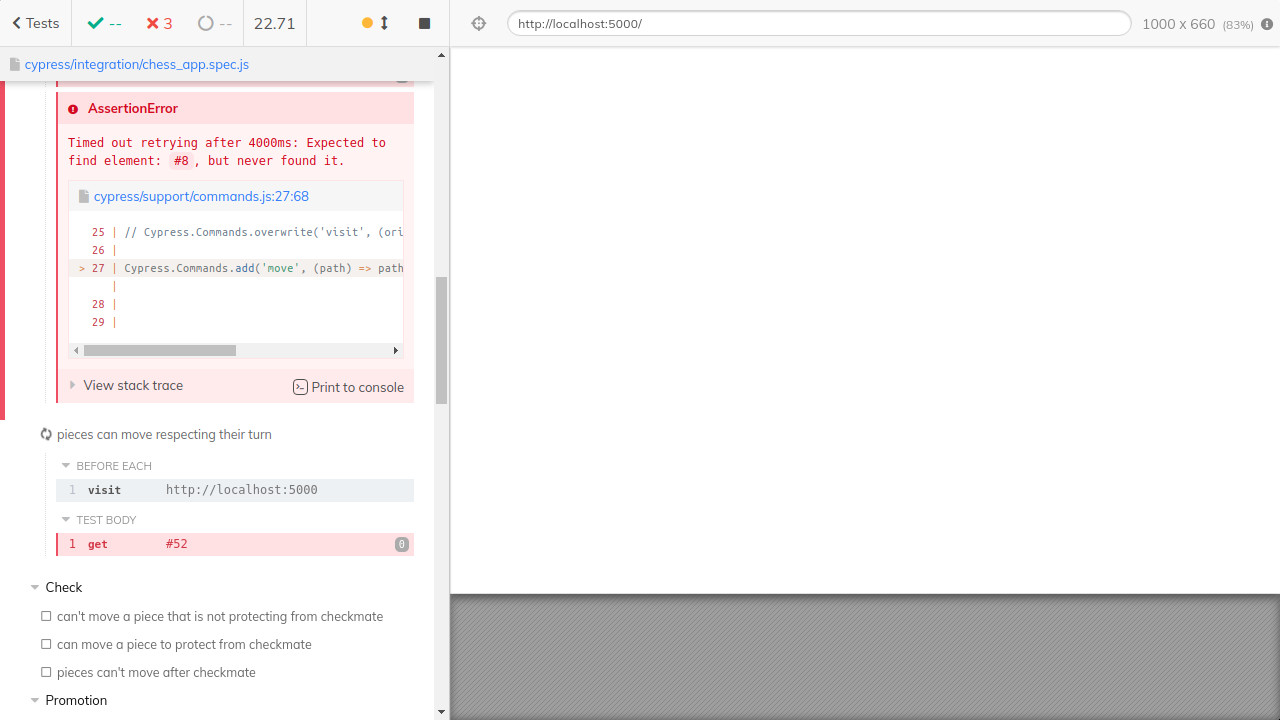 Tests
--
3
--
22.71
http://localhost:5000/
1000 x 660 (83%)
cypress/integration/chess_app.spec.js
AssertionError
Timed out retrying after 4000ms: Expected to
find element: #8, but never found it.
cypress/support/commands.js:27:68
25 | // Cypress.Commands.overwrite('visit', (ori
26 |
> 27 | Cypress.Commands.add('move', (path) => path
|
28 |
29 |
View stack trace
Print to console
pieces can move respecting their turn
BEFORE EACH
1 visit http://localhost:5000
TEST BODY
1 get #52 0
Check
can't move a piece that is not protecting from checkmate
can move a piece to protect from checkmate
pieces can't move after checkmate
Promotion